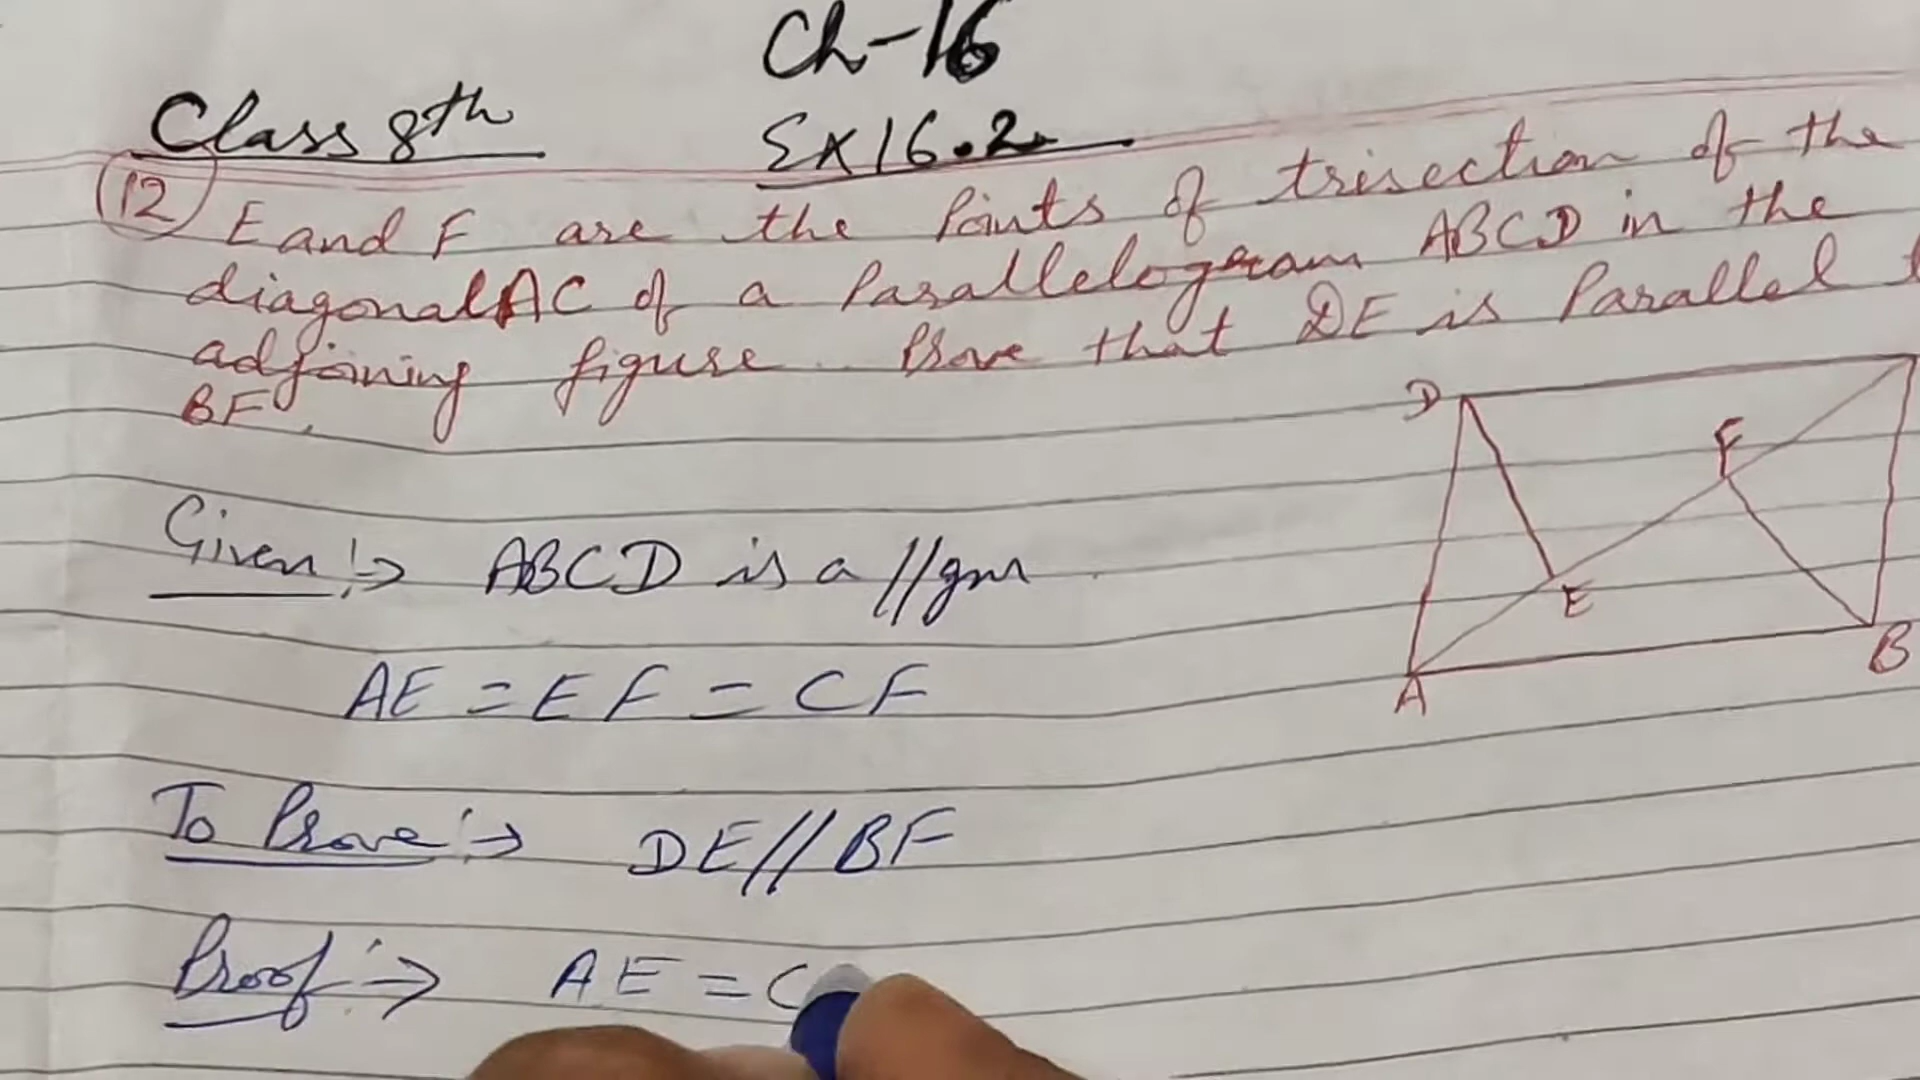 Ch-16
Class 8th Ex 16.2
(12) E and F are the Points of trisection of the
diagonal AC of a Parallelogram ABCD in the
adjoining figure. Prove that DE is Parallel
BF.
D
F
E
A
B
Given :→ ABCD is a //gm
AE = EF = CF
To Prove :→ DE // BF
Proof :→ AE = C